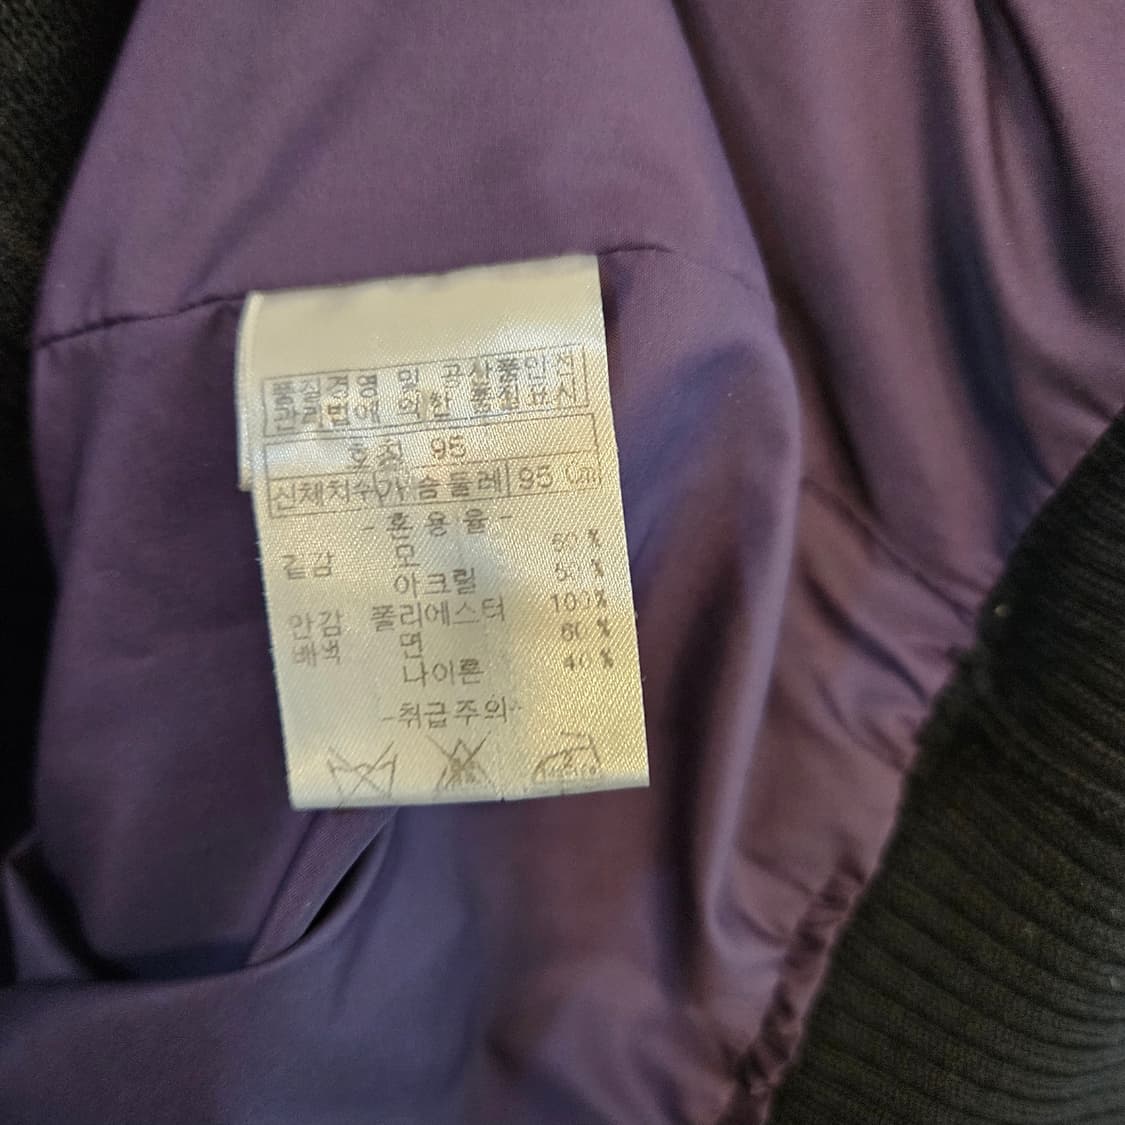 품질경영 및 공산품안전
관리법에 의한 품질표시
호칭 95
신체치수 가슴둘레 95 Cm
- 혼용율 -
겉감 모 50 %
아크릴 50 %
안감 폴리에스터 100%
배색 면 60 %
나이론 40 %
-취급주의-